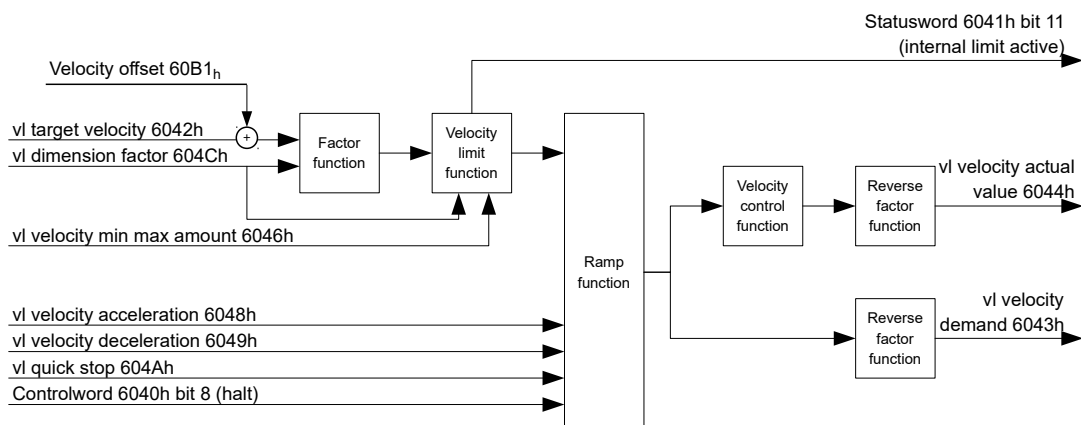 Statusword 6041h bit 11
(internal limit active)
Velocity offset 60B1h
vl target velocity 6042h
+
vl dimension factor 604Ch
Factor
function
Velocity
limit
function
vl velocity min max amount 6046h
Ramp
function
Velocity
control
function
Reverse
factor
function
vl velocity actual
value 6044h
vl velocity acceleration 6048h
vl velocity deceleration 6049h
vl quick stop 604Ah
Controlword 6040h bit 8 (halt)
Reverse
factor
function
vl velocity
demand 6043h